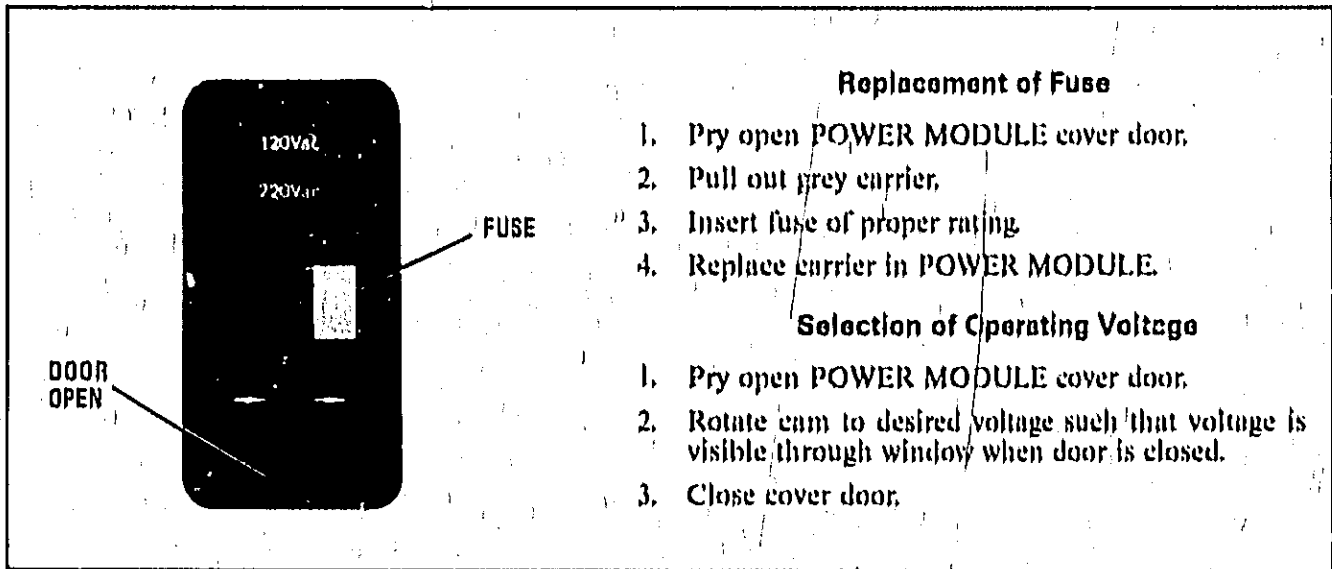 120Vac
220Vac
FUSE
DOOR
OPEN
Replacement of Fuse
1. Pry open POWER MODULE cover door.
2. Pull out grey carrier.
3. Insert fuse of proper rating.
4. Replace carrier in POWER MODULE.
Selection of Operating Voltage
1. Pry open POWER MODULE cover door.
2. Rotate cam to desired voltage such that voltage is
visible through window when door is closed.
3. Close cover door.